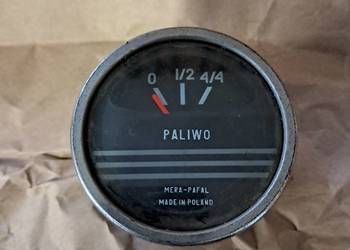 0 1/2 4/4
PALIWO
MERA-PAFAL
MADE IN POLAND